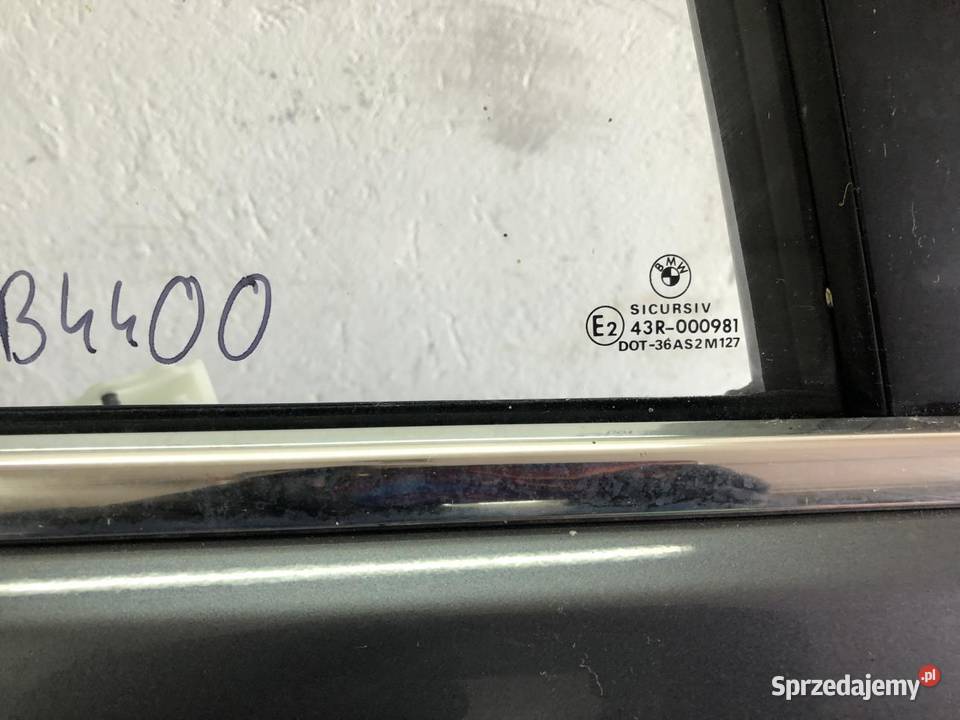 B4400
BMW
SICURSIV
E2 43R-000981
DOT-36AS2M127
Sprzedajemy.pl